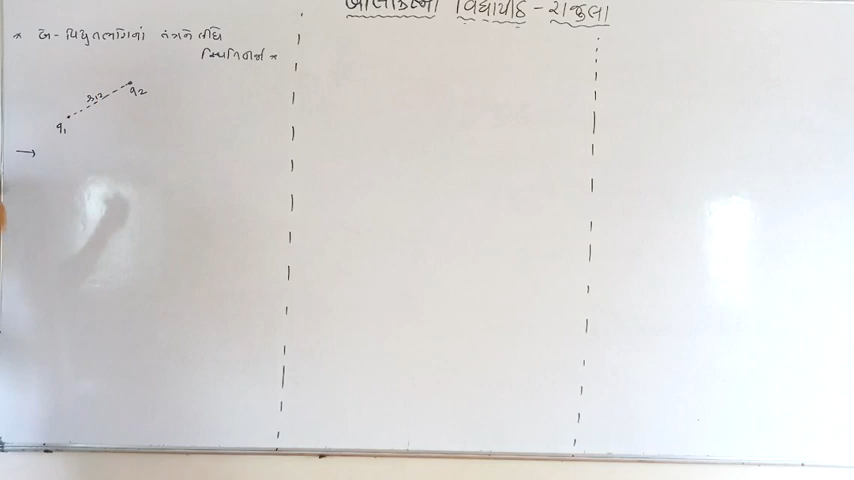 બાલાકૃષ્ણ વિદ્યાપીઠ - રાજુલા
* બે - વિદ્યુતભારોનાં તંત્રને લીધે
સ્થિતિઊર્જા *
r₁₂
q₂
q₁
→